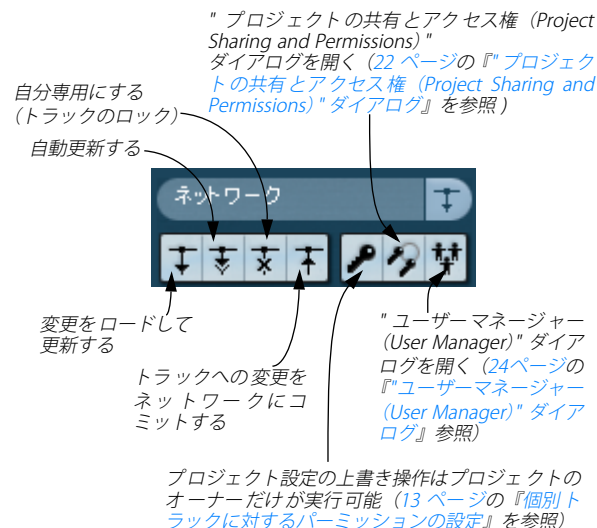 " プロジェクトの共有とアクセス権（Project
Sharing and Permissions）"
ダイアログを開く（22 ページの『" プロジェク
トの共有とアクセス権（Project Sharing and
Permissions）" ダイアログ』を参照 )
自分専用にする
（トラックのロック）
自動更新する
ネットワーク
変更をロードして
更新する
トラックへの変更を
ネットワークにコ
ミットする
" ユーザーマネージャー
（User Manager)" ダイア
ログを開く（24ページの
『"ユーザーマネージャー
（User Manager)" ダイア
ログ』参照）
プロジェクト設定の上書き操作はプロジェクトの
オーナーだけが実行可能（13 ページの『個別ト
ラックに対するパーミッションの設定』を参照）